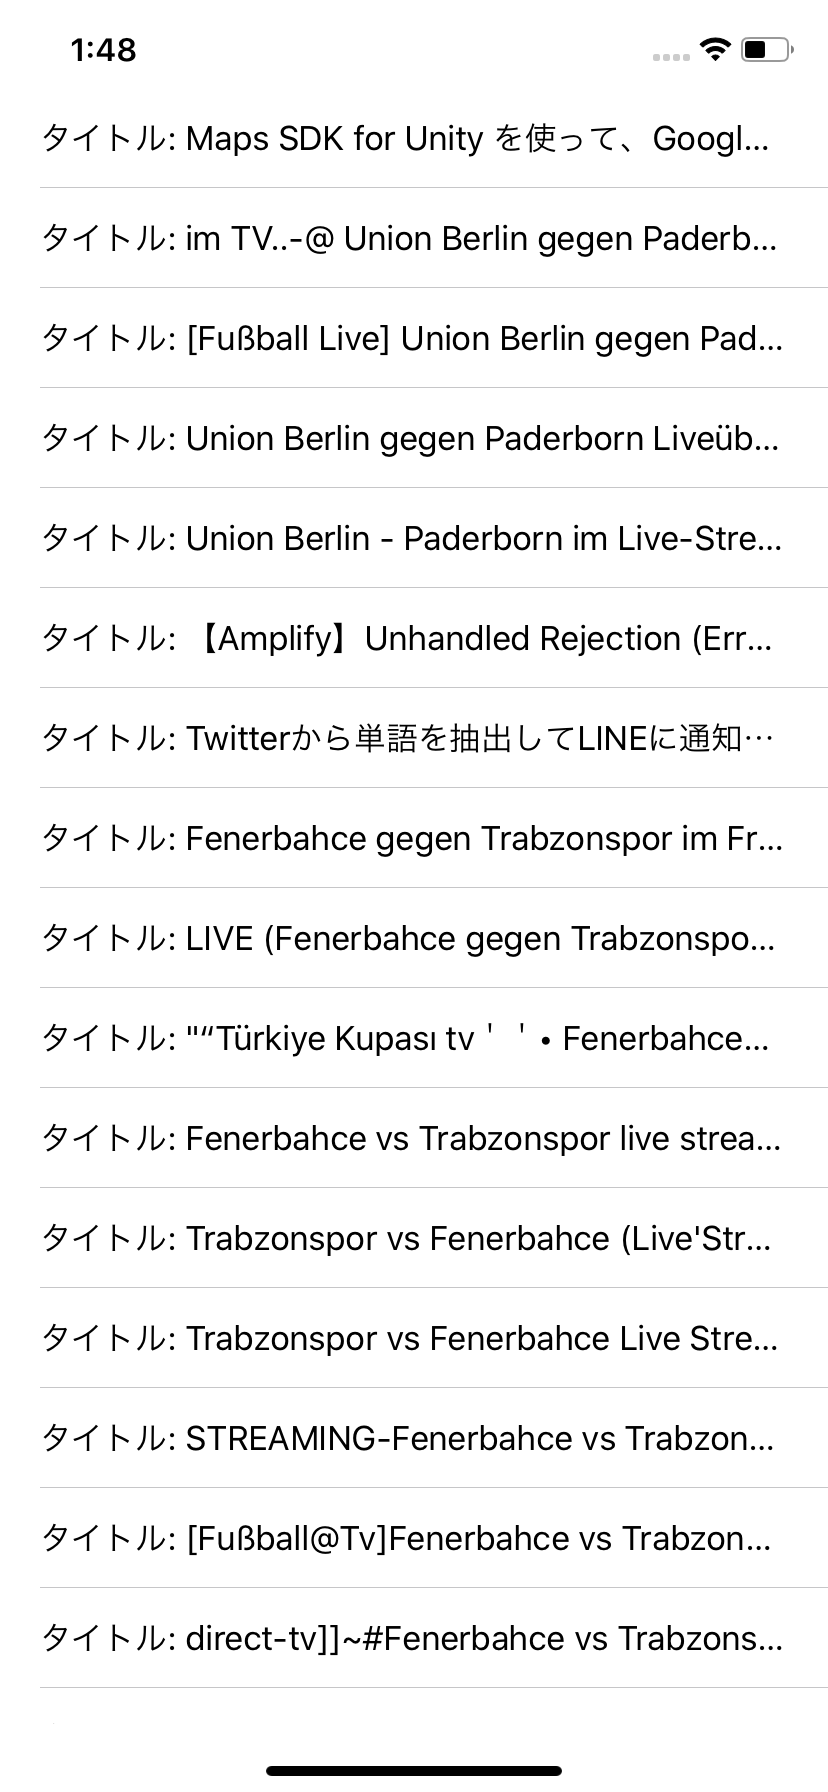 1:48
タイトル: Maps SDK for Unity を使って、Googl...
タイトル: im TV..-@ Union Berlin gegen Paderb...
タイトル: [Fußball Live] Union Berlin gegen Pad...
タイトル: Union Berlin gegen Paderborn Liveüb...
タイトル: Union Berlin - Paderborn im Live-Stre...
タイトル: 【Amplify】Unhandled Rejection (Err...
タイトル: Twitterから単語を抽出してLINEに通知…
タイトル: Fenerbahce gegen Trabzonspor im Fr...
タイトル: LIVE (Fenerbahce gegen Trabzonspo...
タイトル: "“Türkiye Kupası tv＇＇• Fenerbahce...
タイトル: Fenerbahce vs Trabzonspor live strea...
タイトル: Trabzonspor vs Fenerbahce (Live'Str...
タイトル: Trabzonspor vs Fenerbahce Live Stre...
タイトル: STREAMING-Fenerbahce vs Trabzon...
タイトル: [Fußball@Tv]Fenerbahce vs Trabzon...
タイトル: direct-tv]]~#Fenerbahce vs Trabzons...